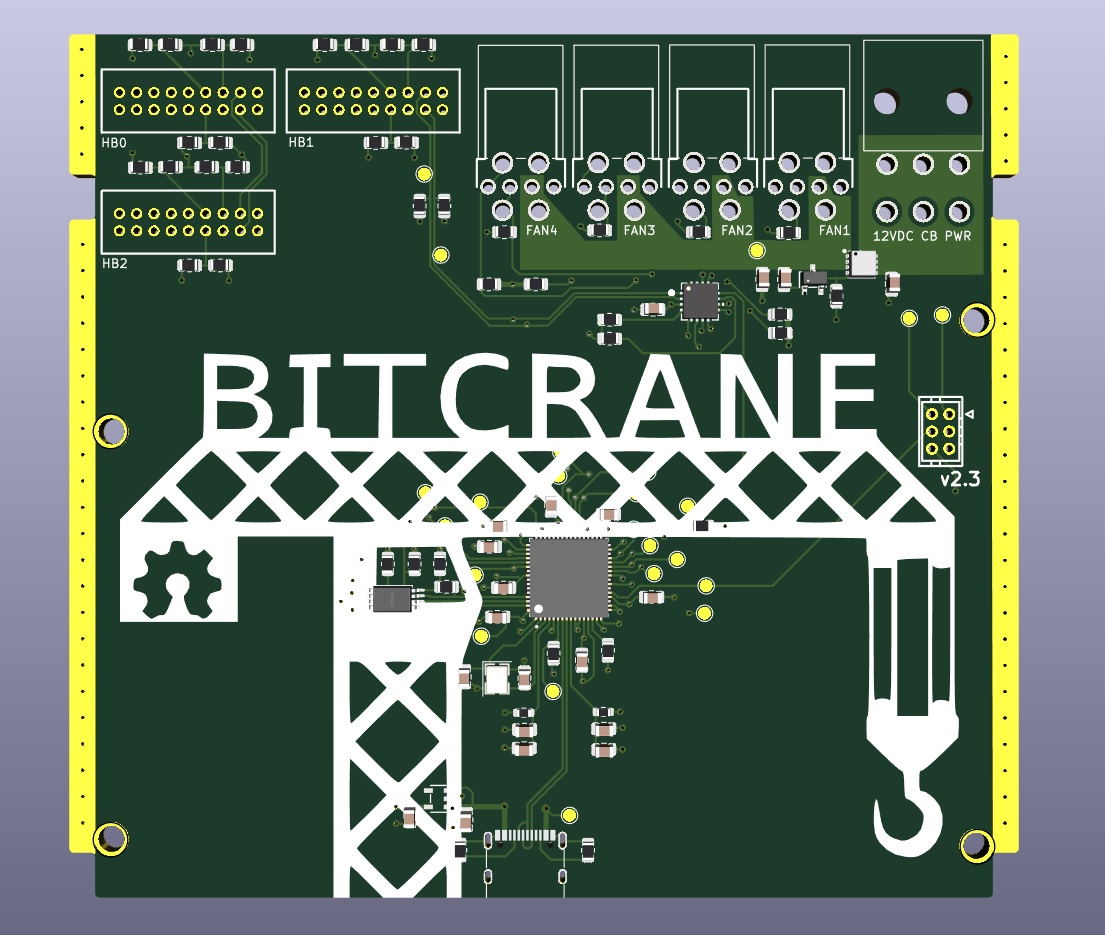 HB0
HB1
HB2
FAN4
FAN3
FAN2
FAN1
12VDC CB PWR
BITCRANE
v2.3